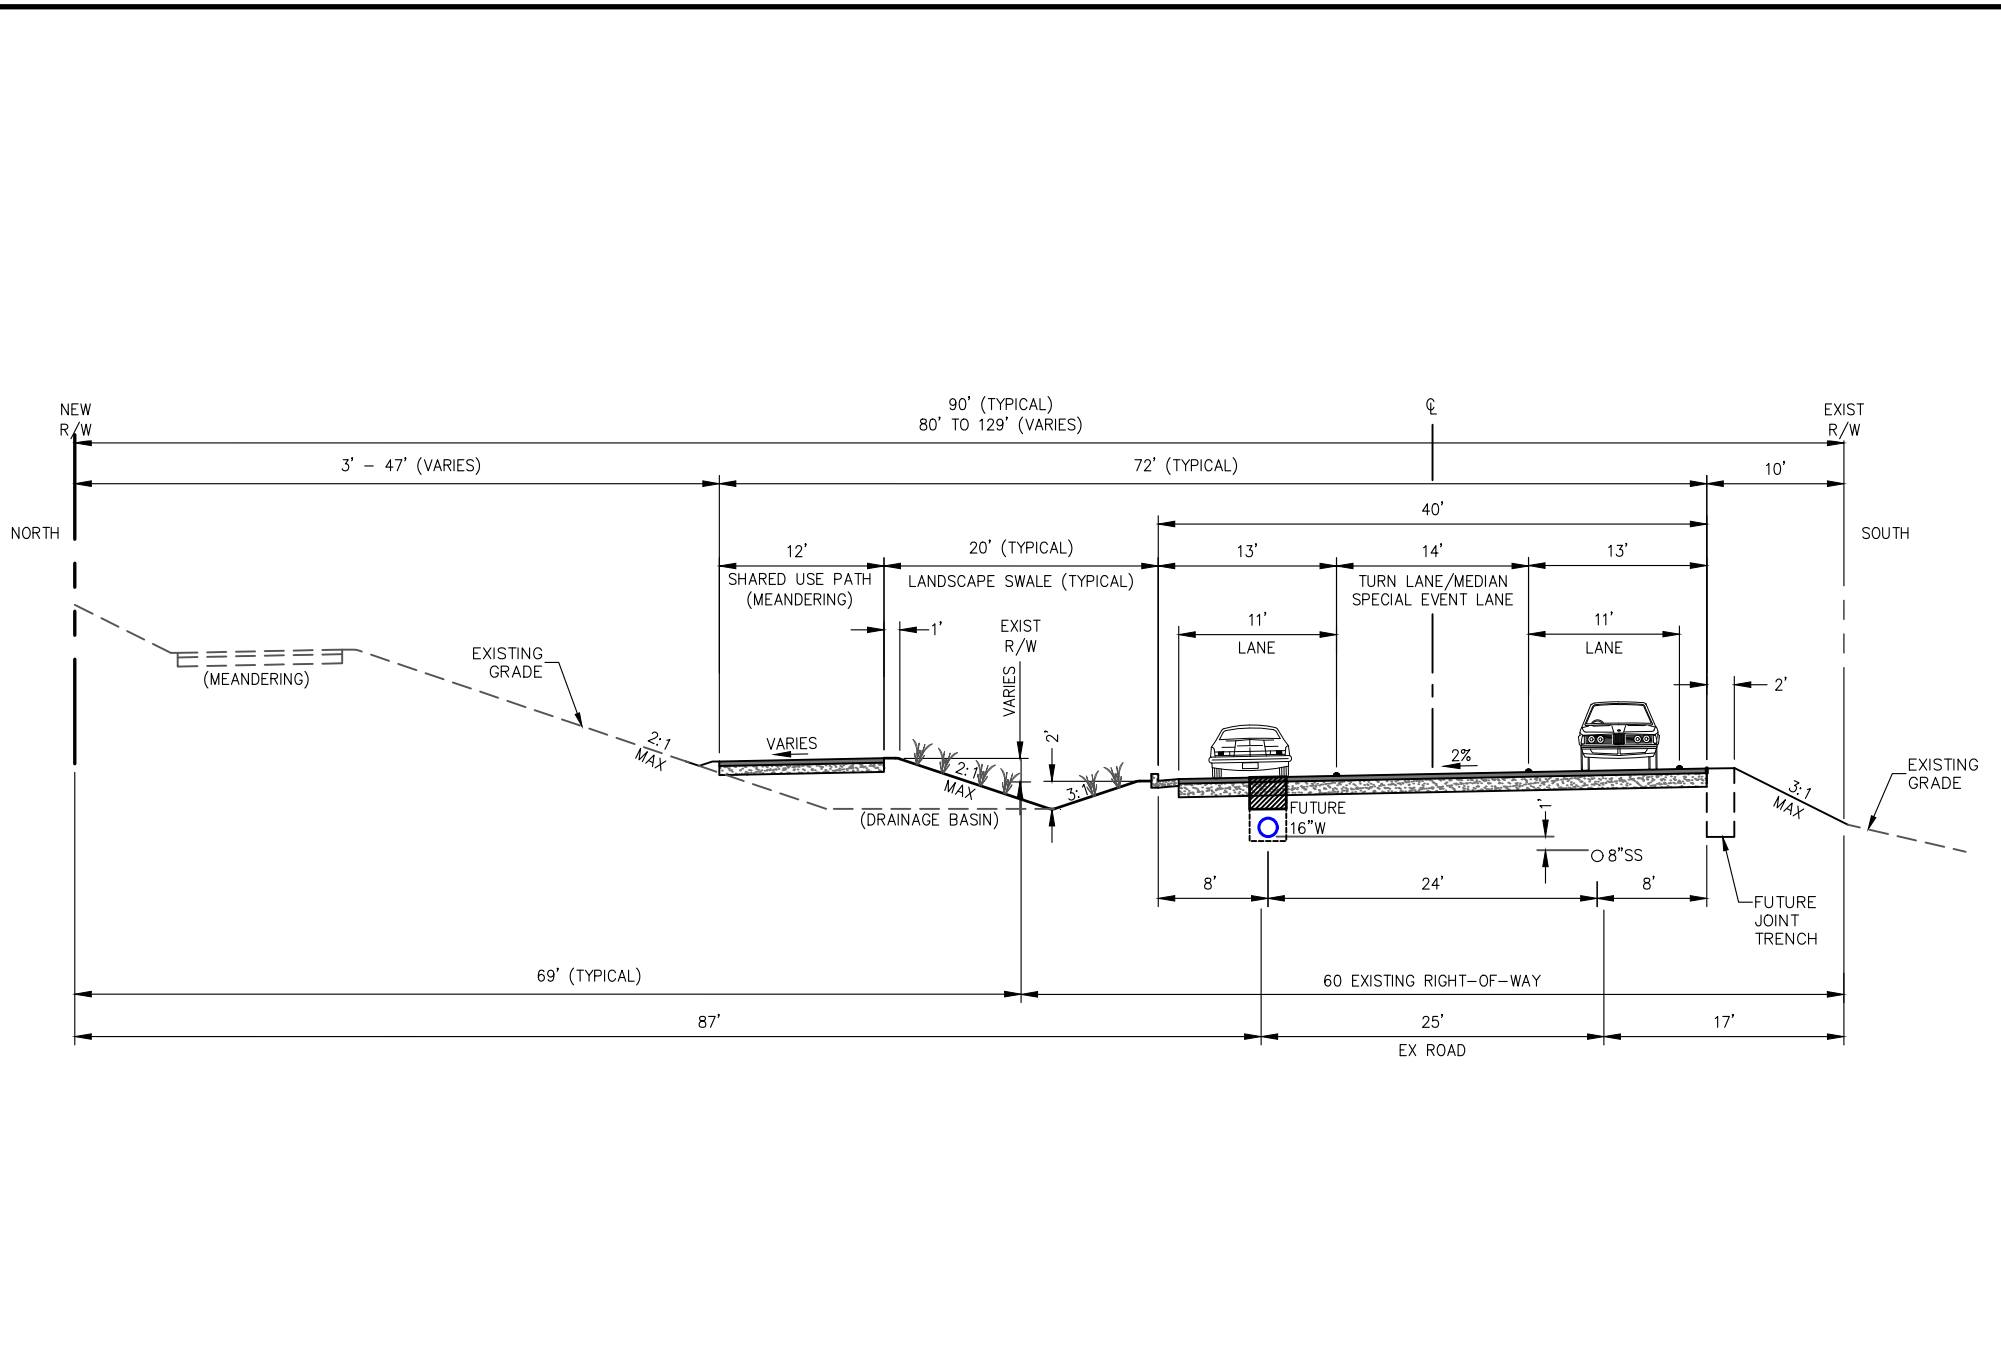 NEW
R/W
90' (TYPICAL)
80' TO 129' (VARIES)
℄
EXIST
R/W
3' - 47' (VARIES)
72' (TYPICAL)
10'
NORTH
40'
SOUTH
12'
SHARED USE PATH
(MEANDERING)
20' (TYPICAL)
LANDSCAPE SWALE (TYPICAL)
13'
14'
TURN LANE/MEDIAN
SPECIAL EVENT LANE
13'
1'
EXIST
R/W
11'
LANE
11'
LANE
EXISTING
GRADE
(MEANDERING)
VARIES
2'
2:1
MAX
VARIES
2'
2:1
MAX
3:1
2%
EXISTING
GRADE
3:1
MAX
(DRAINAGE BASIN)
FUTURE
16"W
1'
8"SS
8'
24'
8'
FUTURE
JOINT
TRENCH
69' (TYPICAL)
60 EXISTING RIGHT-OF-WAY
87'
25'
EX ROAD
17'